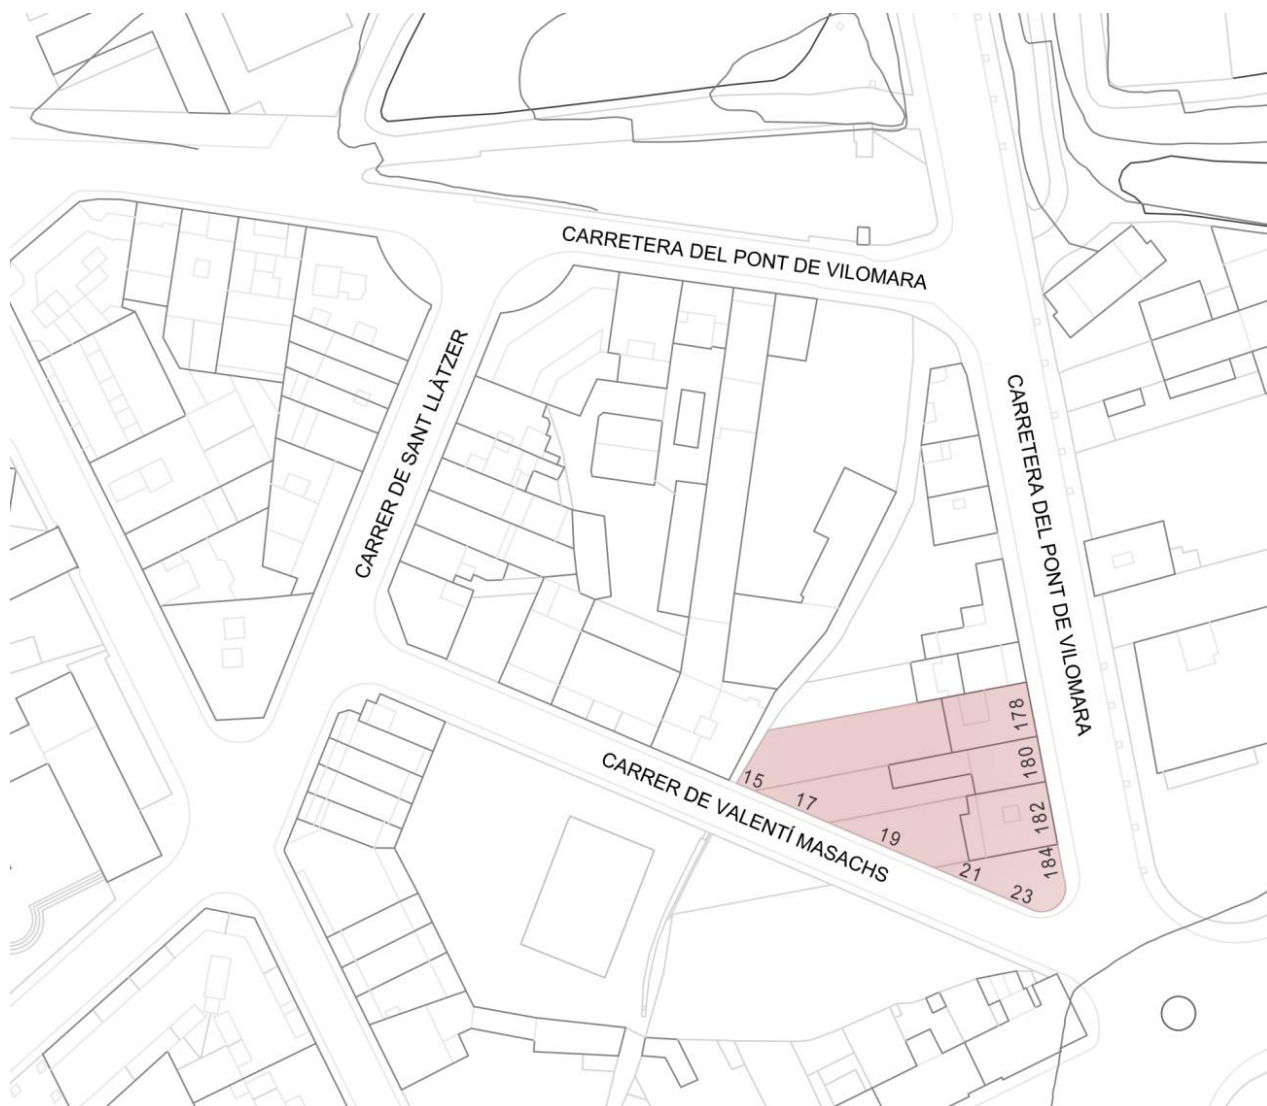 CARRETERA DEL PONT DE VILOMARA
CARRER DE SANT LLÀTZER
CARRETERA DEL PONT DE VILOMARA
178
180
182
184
15
17
19
21
23
CARRER DE VALENTÍ MASACHS